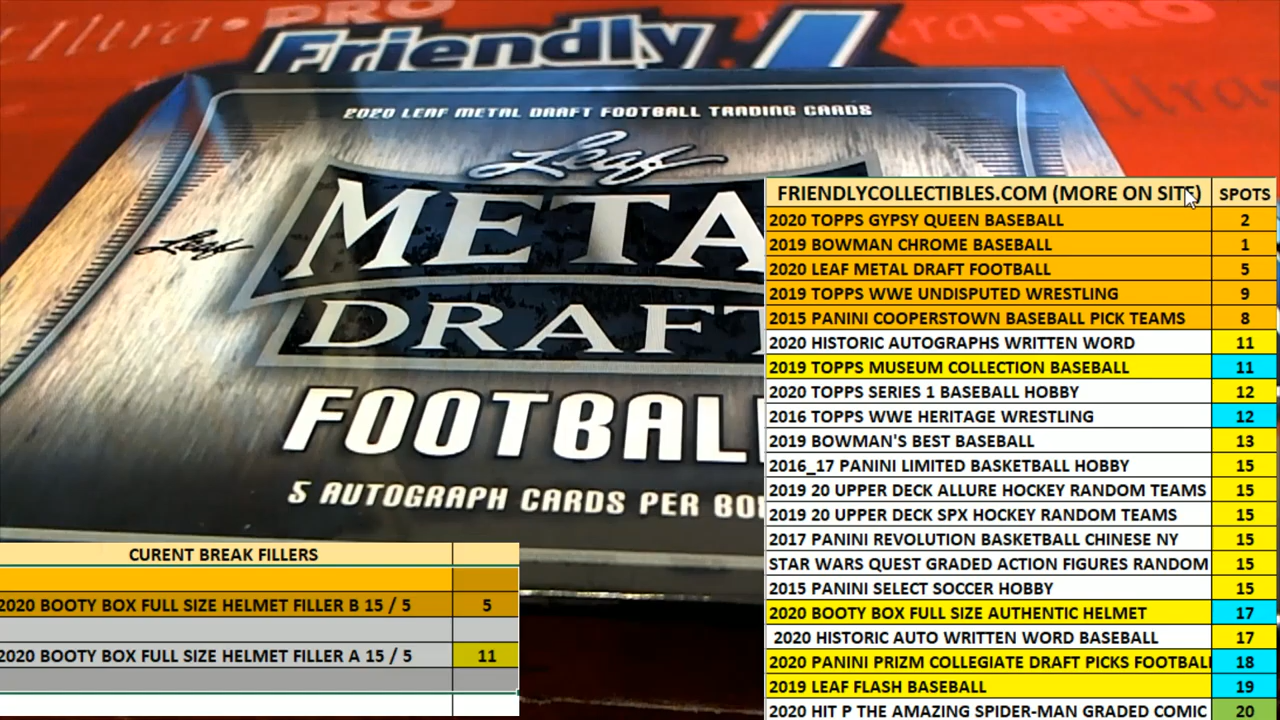 Ultra•PRO
ra•PRO
Friendly
Ultra
2020 LEAF METAL DRAFT FOOTBALL TRADING CARDS
Leaf
META
Leaf
DRAFT
FOOTBAL
5 AUTOGRAPH CARDS PER BO
FRIENDLYCOLLECTIBLES.COM (MORE ON SITE) SPOTS
2020 TOPPS GYPSY QUEEN BASEBALL 2
2019 BOWMAN CHROME BASEBALL 1
2020 LEAF METAL DRAFT FOOTBALL 5
2019 TOPPS WWE UNDISPUTED WRESTLING 9
2015 PANINI COOPERSTOWN BASEBALL PICK TEAMS 8
2020 HISTORIC AUTOGRAPHS WRITTEN WORD 11
2019 TOPPS MUSEUM COLLECTION BASEBALL 11
2020 TOPPS SERIES 1 BASEBALL HOBBY 12
2016 TOPPS WWE HERITAGE WRESTLING 12
2019 BOWMAN'S BEST BASEBALL 13
2016_17 PANINI LIMITED BASKETBALL HOBBY 15
2019 20 UPPER DECK ALLURE HOCKEY RANDOM TEAMS 15
2019 20 UPPER DECK SPX HOCKEY RANDOM TEAMS 15
2017 PANINI REVOLUTION BASKETBALL CHINESE NY 15
STAR WARS QUEST GRADED ACTION FIGURES RANDOM 15
2015 PANINI SELECT SOCCER HOBBY 15
2020 BOOTY BOX FULL SIZE AUTHENTIC HELMET 17
2020 HISTORIC AUTO WRITTEN WORD BASEBALL 17
2020 PANINI PRIZM COLLEGIATE DRAFT PICKS FOOTBALL 18
2019 LEAF FLASH BASEBALL 19
2020 HIT P THE AMAZING SPIDER-MAN GRADED COMIC 20
CURENT BREAK FILLERS
2020 BOOTY BOX FULL SIZE HELMET FILLER B 15 / 5 5
2020 BOOTY BOX FULL SIZE HELMET FILLER A 15 / 5 11